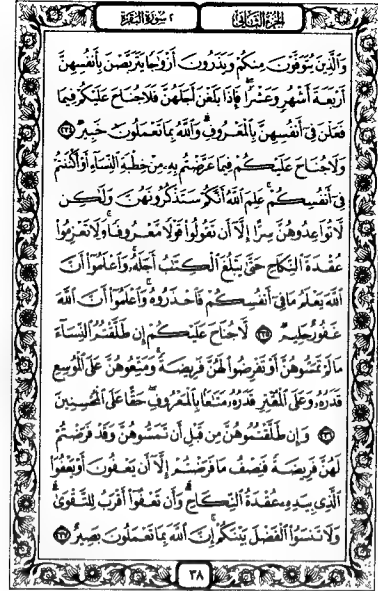 الجزء الثاني ٢ سورة البقرة
وَالَّذِينَ يُتَوَفَّوْنَ مِنكُمْ وَيَذَرُونَ أَزْوَاجًا يَتَرَبَّصْنَ بِأَنفُسِهِنَّ
أَرْبَعَةَ أَشْهُرٍ وَعَشْرًا ۖ فَإِذَا بَلَغْنَ أَجَلَهُنَّ فَلَا جُنَاحَ عَلَيْكُمْ فِيمَا
فَعَلْنَ فِي أَنفُسِهِنَّ بِالْمَعْرُوفِ ۗ وَاللَّهُ بِمَا تَعْمَلُونَ خَبِيرٌ ﴿٢٣٤﴾
وَلَا جُنَاحَ عَلَيْكُمْ فِيمَا عَرَّضْتُم بِهِ مِنْ خِطْبَةِ النِّسَاءِ أَوْ أَكْنَنتُمْ
فِي أَنفُسِكُمْ ۚ عَلِمَ اللَّهُ أَنَّكُمْ سَتَذْكُرُونَهُنَّ وَلَٰكِن
لَّا تُوَاعِدُوهُنَّ سِرًّا إِلَّا أَن تَقُولُوا قَوْلًا مَّعْرُوفًا ۚ وَلَا تَعْزِمُوا
عُقْدَةَ النِّكَاحِ حَتَّىٰ يَبْلُغَ الْكِتَابُ أَجَلَهُ ۚ وَاعْلَمُوا أَنَّ
اللَّهَ يَعْلَمُ مَا فِي أَنفُسِكُمْ فَاحْذَرُوهُ ۚ وَاعْلَمُوا أَنَّ اللَّهَ
غَفُورٌ حَلِيمٌ ﴿٢٣٥﴾ لَّا جُنَاحَ عَلَيْكُمْ إِن طَلَّقْتُمُ النِّسَاءَ
مَا لَمْ تَمَسُّوهُنَّ أَوْ تَفْرِضُوا لَهُنَّ فَرِيضَةً ۚ وَمَتِّعُوهُنَّ عَلَى الْمُوسِعِ
قَدَرُهُ وَعَلَى الْمُقْتِرِ قَدَرُهُ مَتَاعًا بِالْمَعْرُوفِ ۖ حَقًّا عَلَى الْمُحْسِنِينَ
﴿٢٣٦﴾ وَإِن طَلَّقْتُمُوهُنَّ مِن قَبْلِ أَن تَمَسُّوهُنَّ وَقَدْ فَرَضْتُمْ
لَهُنَّ فَرِيضَةً فَنِصْفُ مَا فَرَضْتُمْ إِلَّا أَن يَعْفُونَ أَوْ يَعْفُوَا
الَّذِي بِيَدِهِ عُقْدَةُ النِّكَاحِ ۚ وَأَن تَعْفُوا أَقْرَبُ لِلتَّقْوَىٰ ۚ
وَلَا تَنسَوُا الْفَضْلَ بَيْنَكُمْ ۚ إِنَّ اللَّهَ بِمَا تَعْمَلُونَ بَصِيرٌ ﴿٢٣٧﴾
٣٨